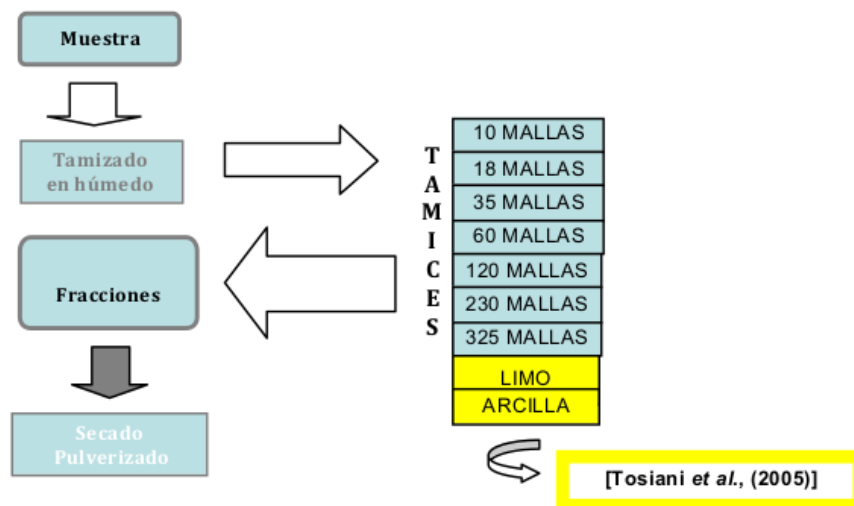 Muestra
Tamizado
en húmedo
Fracciones
Secado
Pulverizado
TAMICES
10 MALLAS
18 MALLAS
35 MALLAS
60 MALLAS
120 MALLAS
230 MALLAS
325 MALLAS
LIMO
ARCILLA
[Tosiani et al., (2005)]